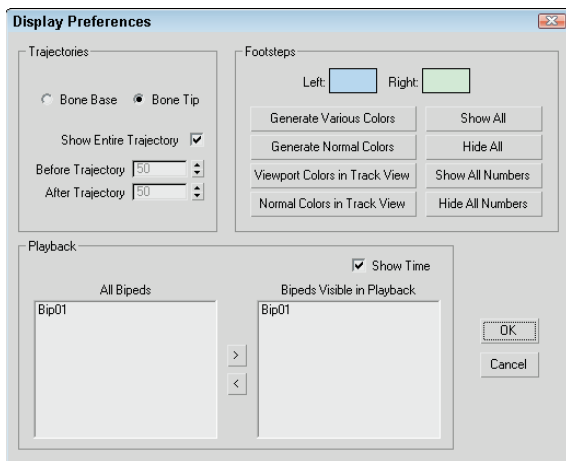 Display Preferences
Trajectories
Bone Base Bone Tip
Show Entire Trajectory
Before Trajectory 50
After Trajectory 50
Footsteps
Left: Right:
Generate Various Colors Show All
Generate Normal Colors Hide All
Viewport Colors in Track View Show All Numbers
Normal Colors in Track View Hide All Numbers
Playback
Show Time
All Bipeds Bipeds Visible in Playback
Bip01 Bip01
>
<
OK
Cancel